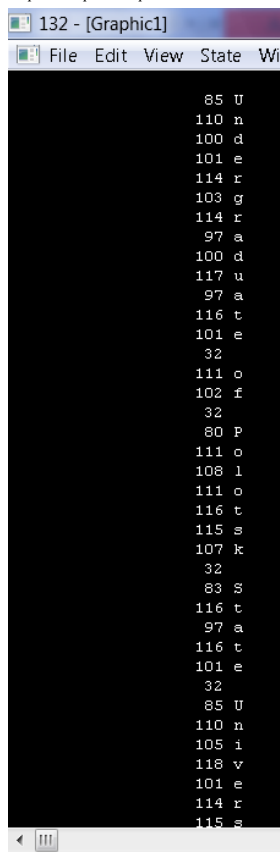 132 - [Graphic1]
File Edit View State Wi
85 U
110 n
100 d
101 e
114 r
103 g
114 r
97 a
100 d
117 u
97 a
116 t
101 e
32
111 o
102 f
32
80 P
111 o
108 l
111 o
116 t
115 s
107 k
32
83 S
116 t
97 a
116 t
101 e
32
85 U
110 n
105 i
118 v
101 e
114 r
115 s